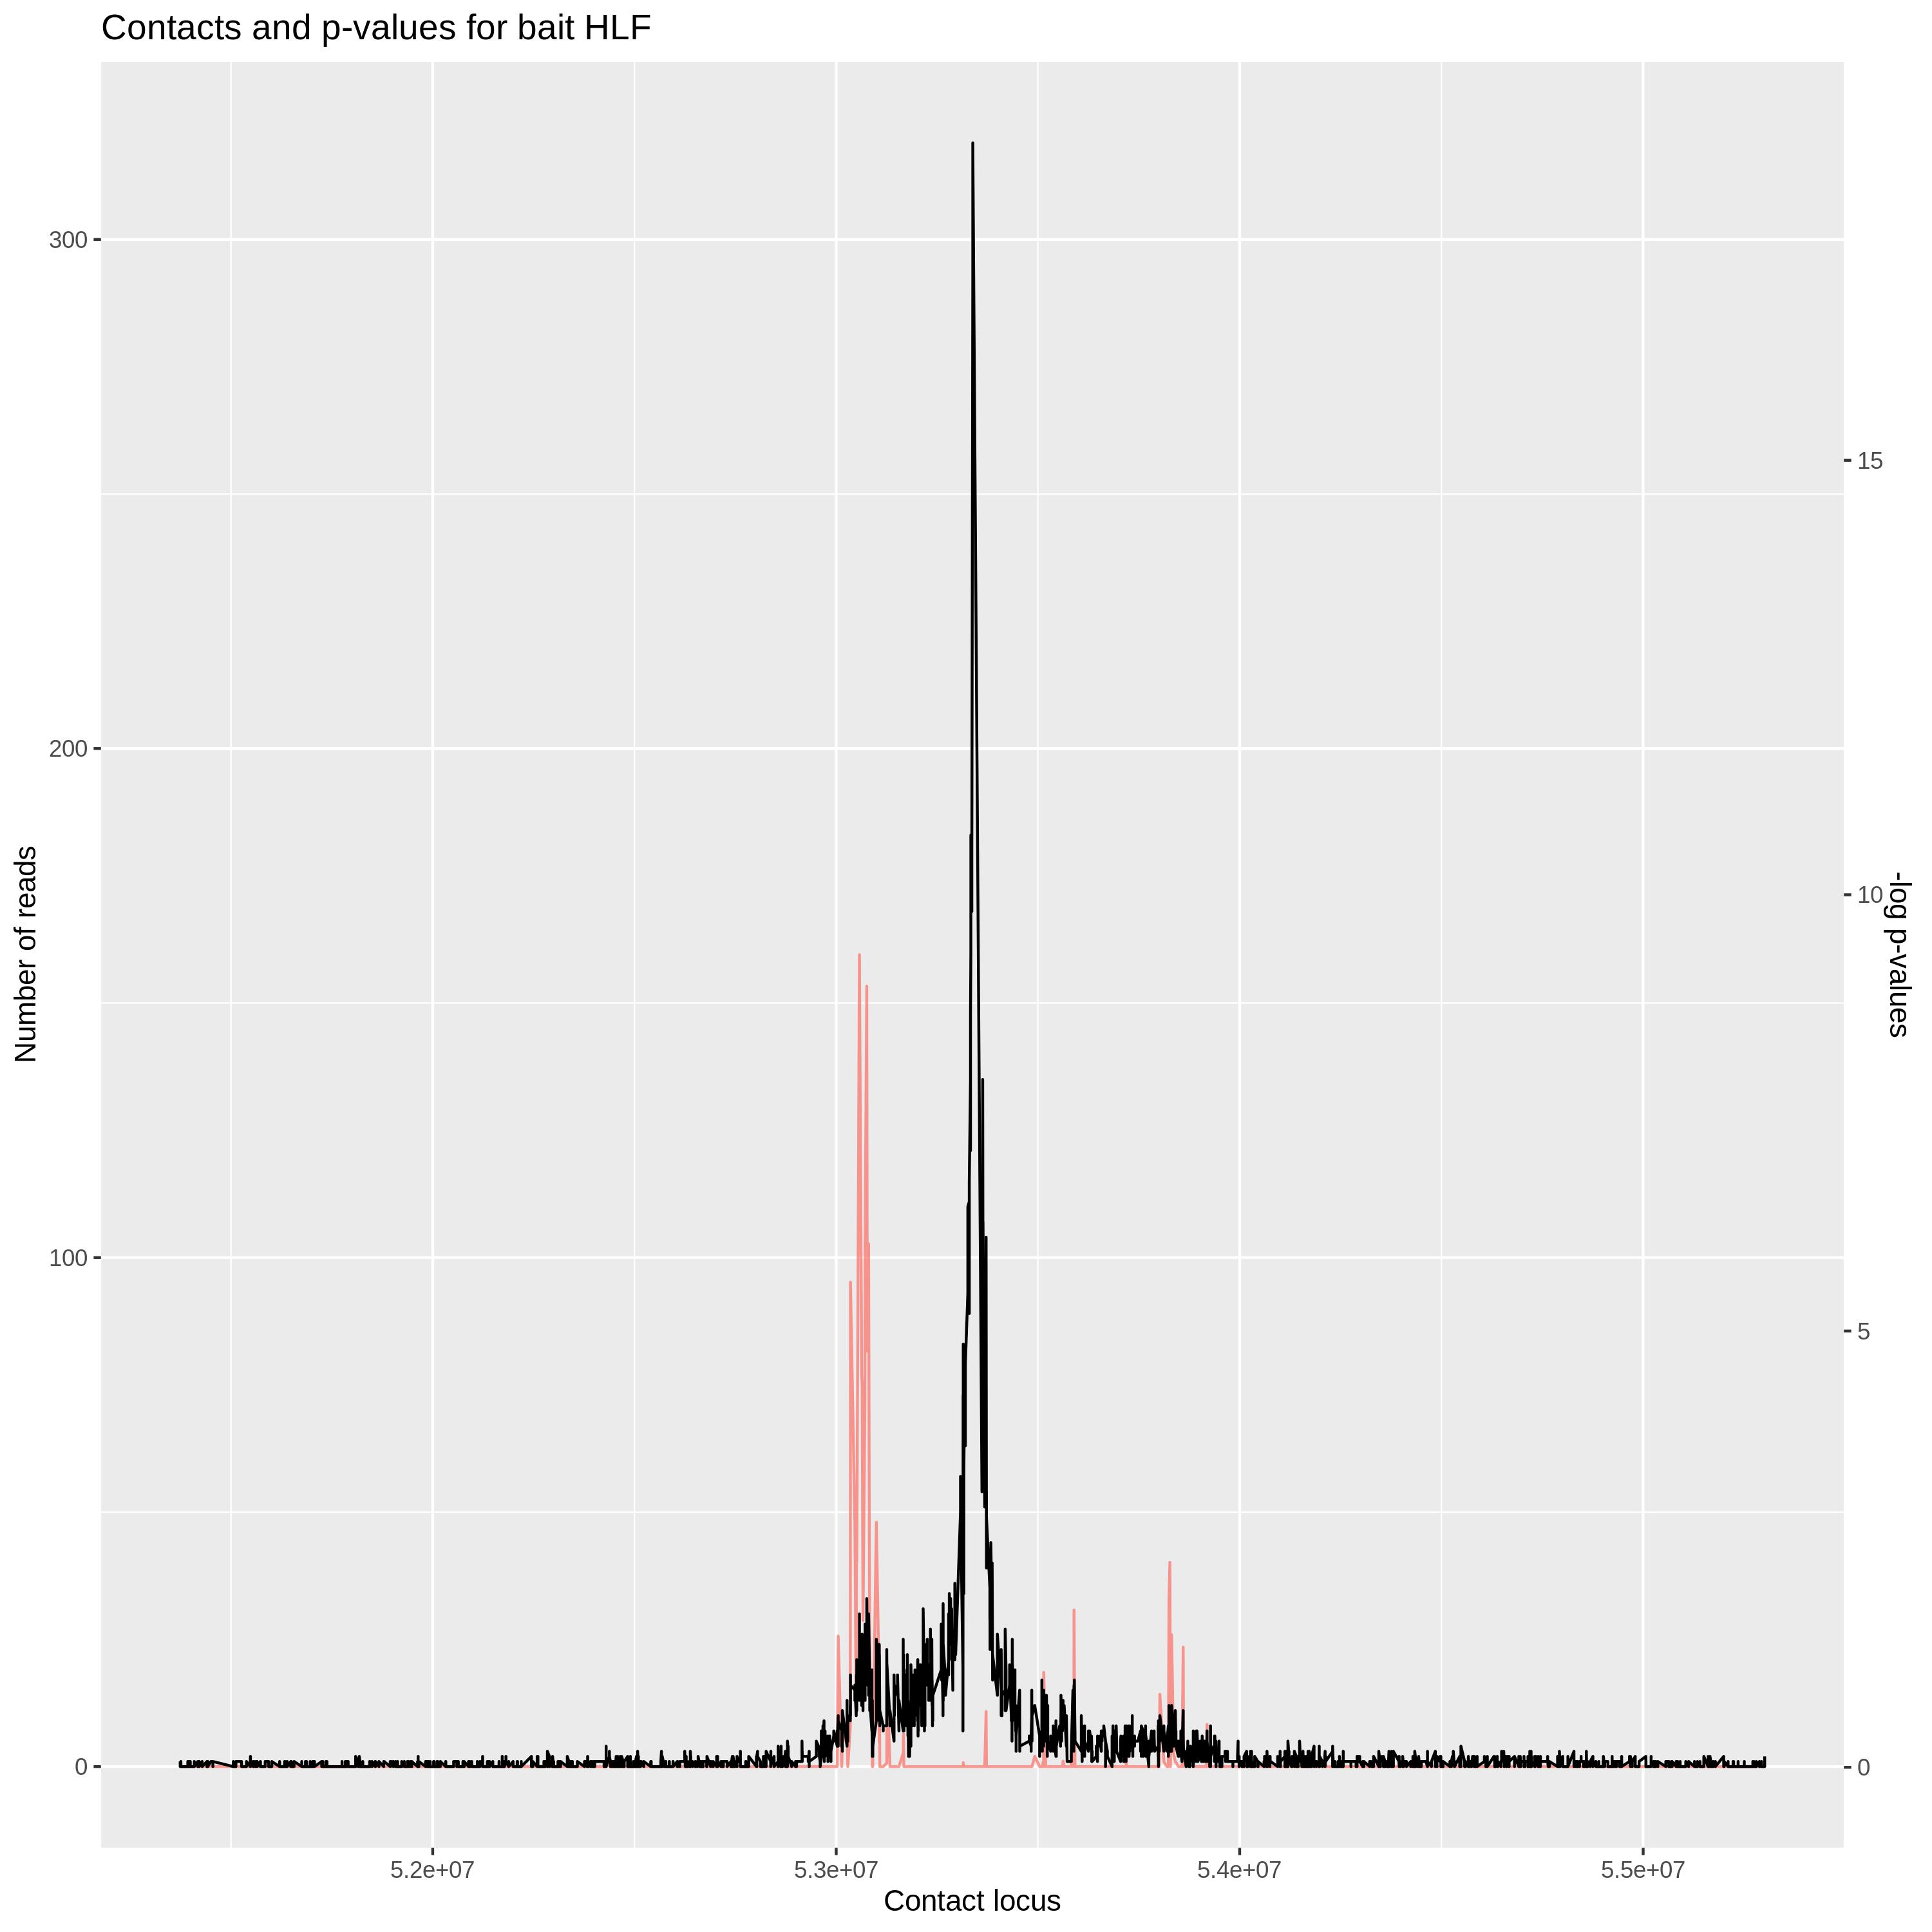 Contacts and p-values for bait HLF
300
200
100
0
Number of reads
15
10
5
0
-log p-values
5.2e+07
5.3e+07
5.4e+07
5.5e+07
Contact locus